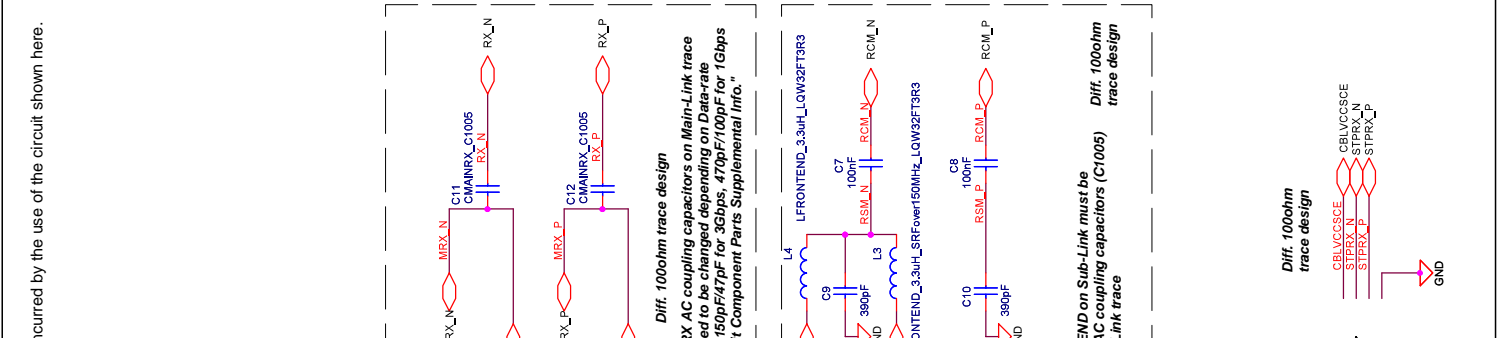 ncurred by the use of the circuit shown here.
RX_N
RX_P
C11
CMAINRX_C1005
RX_N
C12
CMAINRX_C1005
RX_P
MRX_N
MRX_P
RX_N
RX_P
Diff. 100ohm trace design
RX AC coupling capacitors on Main-Link trace
ed to be changed depending on Data-rate
150pF/47pF for 3Gbps, 470pF/100pF for 1Gbps
t Component Parts Supplemental Info."
LFRONTEND_3.3uH_LQW32FT3R3
RCM_N
RCM_P
RCM_N
RCM_P
C7
100nF
C8
100nF
RSM_N
RSM_P
L4
L3
ONTEND_3.3uH_SRFover150MHz_LQW32FT3R3
C9
390pF
C10
390pF
ND
ND
END on Sub-Link must be
AC coupling capacitors (C1005)
ink trace
Diff. 100ohm
trace design
Diff. 100ohm
trace design
CBLVCCSCE
STPRX_N
STPRX_P
CBLVCCSCE
STPRX_N
STPRX_P
GND